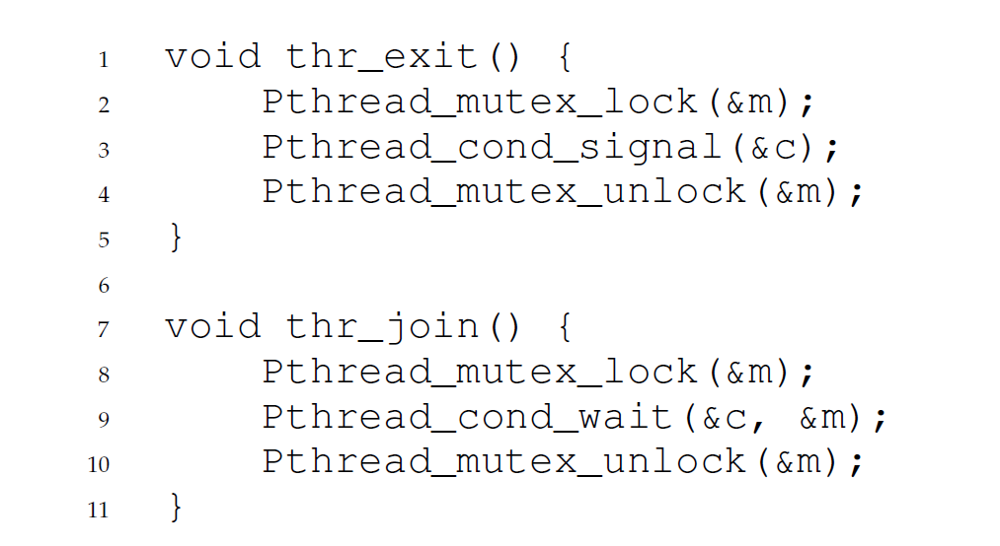 1 void thr_exit() {
2 Pthread_mutex_lock(&m);
3 Pthread_cond_signal(&c);
4 Pthread_mutex_unlock(&m);
5 }
6
7 void thr_join() {
8 Pthread_mutex_lock(&m);
9 Pthread_cond_wait(&c, &m);
10 Pthread_mutex_unlock(&m);
11 }